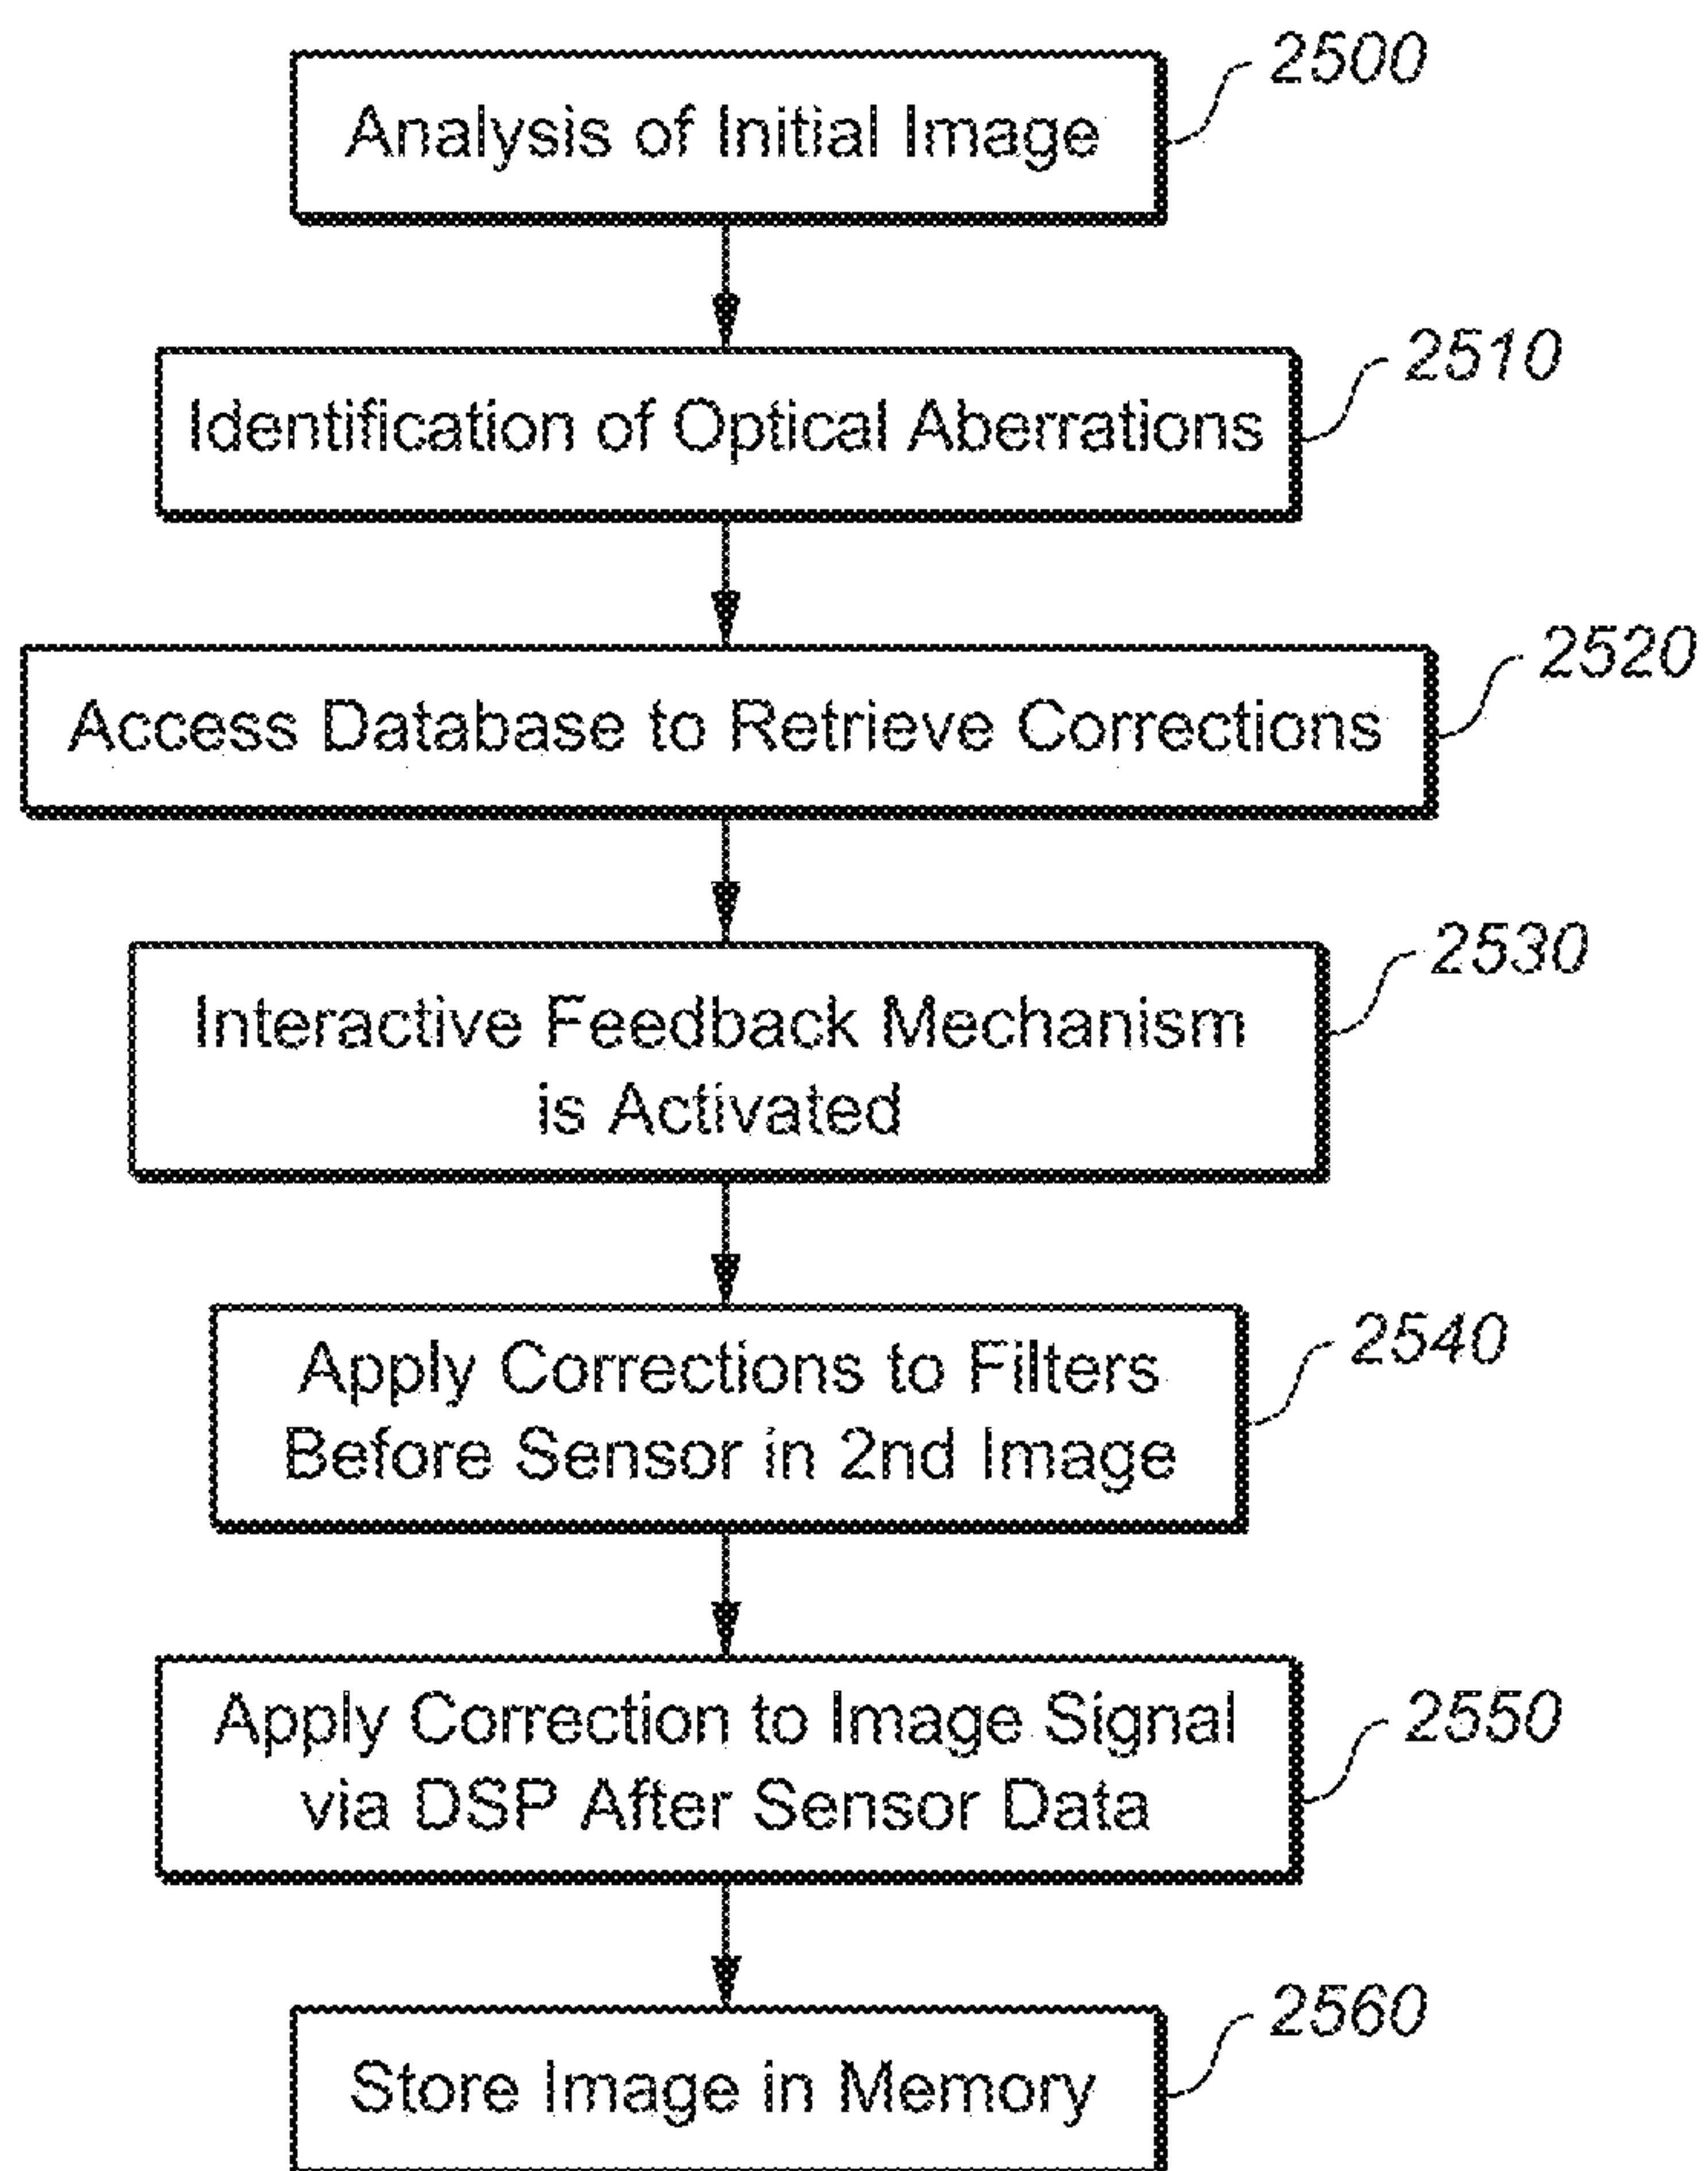 2500
Analysis of Initial Image
2510
Identification of Optical Aberrations
2520
Access Database to Retrieve Corrections
2530
Interactive Feedback Mechanism
is Activated
2540
Apply Corrections to Filters
Before Sensor in 2nd Image
2550
Apply Correction to Image Signal
via DSP After Sensor Data
2560
Store Image in Memory